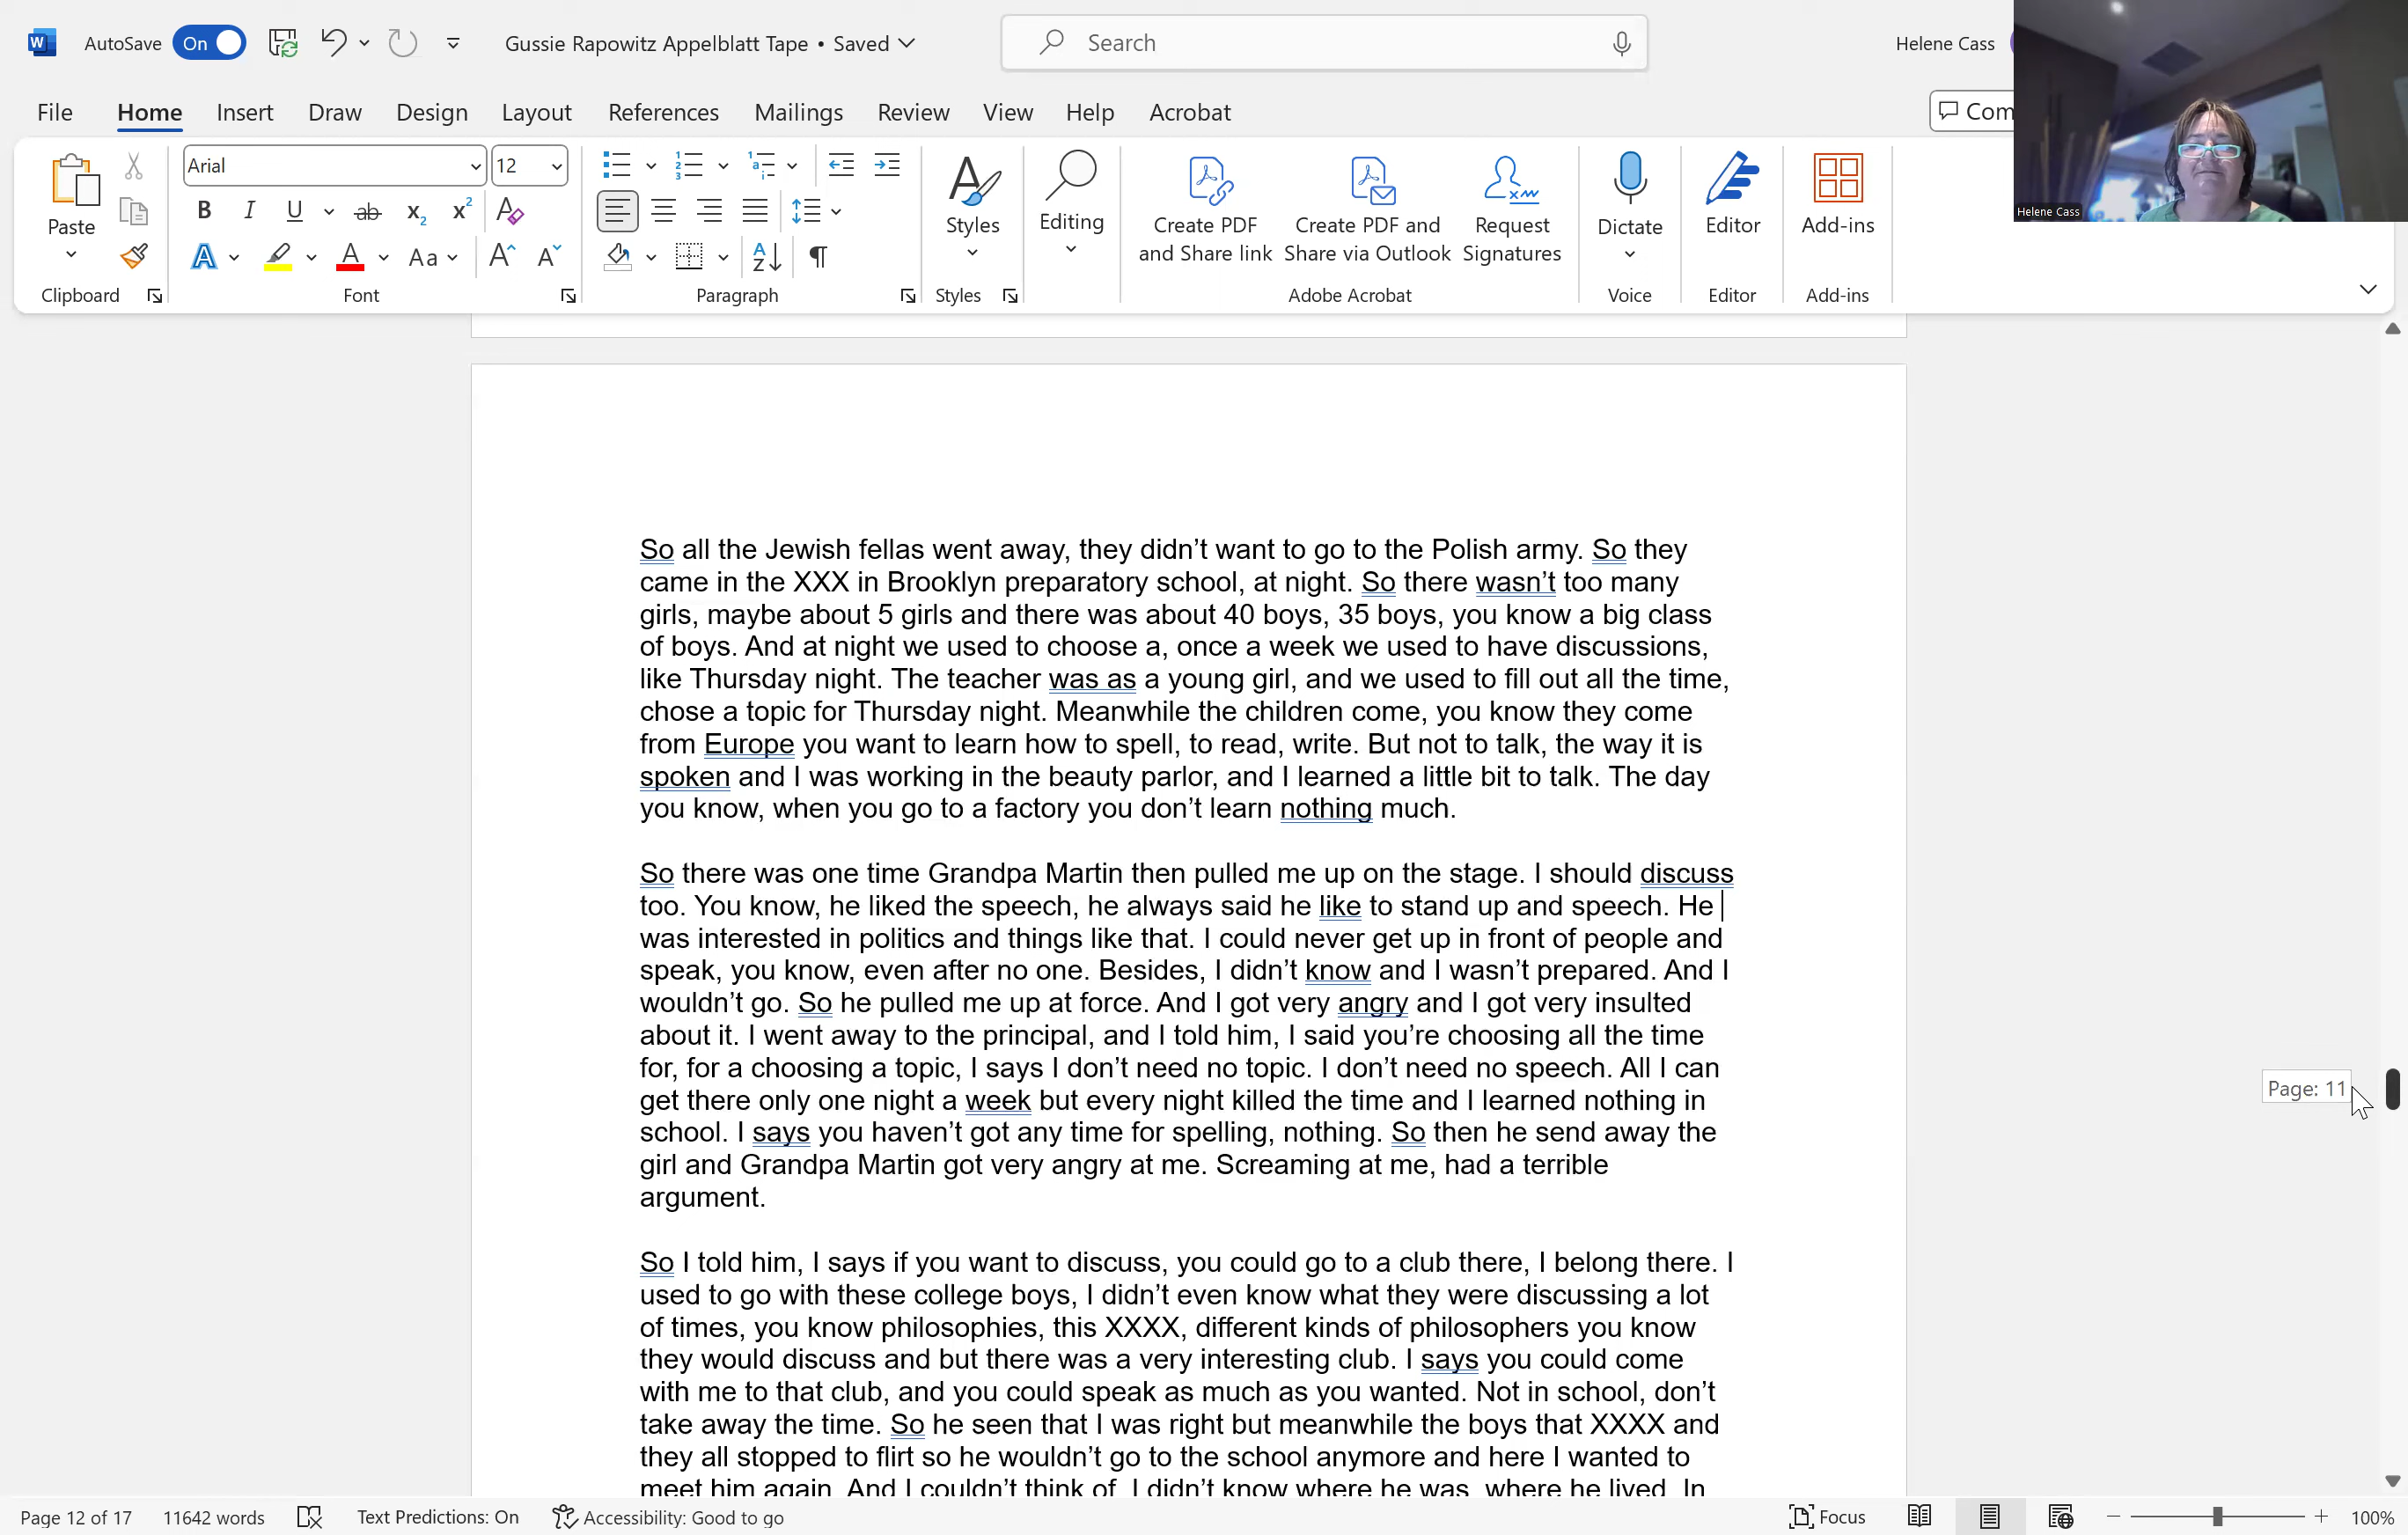 AutoSave On Gussie Rapowitz Appelblatt Tape • Saved Search Helene Cass
File Home Insert Draw Design Layout References Mailings Review View Help Acrobat Com
Helene Cass
Arial 12
Paste Styles Editing Create PDF and Share link Create PDF and Share via Outlook Request Signatures Dictate Editor Add-ins
Clipboard Font Paragraph Styles Adobe Acrobat Voice Editor Add-ins
So all the Jewish fellas went away, they didn't want to go to the Polish army. So they
came in the XXX in Brooklyn preparatory school, at night. So there wasn't too many
girls, maybe about 5 girls and there was about 40 boys, 35 boys, you know a big class
of boys. And at night we used to choose a, once a week we used to have discussions,
like Thursday night. The teacher was as a young girl, and we used to fill out all the time,
chose a topic for Thursday night. Meanwhile the children come, you know they come
from Europe you want to learn how to spell, to read, write. But not to talk, the way it is
spoken and I was working in the beauty parlor, and I learned a little bit to talk. The day
you know, when you go to a factory you don't learn nothing much.
So there was one time Grandpa Martin then pulled me up on the stage. I should discuss
too. You know, he liked the speech, he always said he like to stand up and speech. He
was interested in politics and things like that. I could never get up in front of people and
speak, you know, even after no one. Besides, I didn't know and I wasn't prepared. And I
wouldn't go. So he pulled me up at force. And I got very angry and I got very insulted
about it. I went away to the principal, and I told him, I said you're choosing all the time
for, for a choosing a topic, I says I don't need no topic. I don't need no speech. All I can
get there only one night a week but every night killed the time and I learned nothing in
school. I says you haven't got any time for spelling, nothing. So then he send away the
girl and Grandpa Martin got very angry at me. Screaming at me, had a terrible
argument.
So I told him, I says if you want to discuss, you could go to a club there, I belong there. I
used to go with these college boys, I didn't even know what they were discussing a lot
of times, you know philosophies, this XXXX, different kinds of philosophers you know
they would discuss and but there was a very interesting club. I says you could come
with me to that club, and you could speak as much as you wanted. Not in school, don't
take away the time. So he seen that I was right but meanwhile the boys that XXXX and
they all stopped to flirt so he wouldn't go to the school anymore and here I wanted to
meet him again. And I couldn't think of, I didn't know where he was, where he lived. In
Page: 11
Page 12 of 17 11642 words Text Predictions: On Accessibility: Good to go Focus 100%